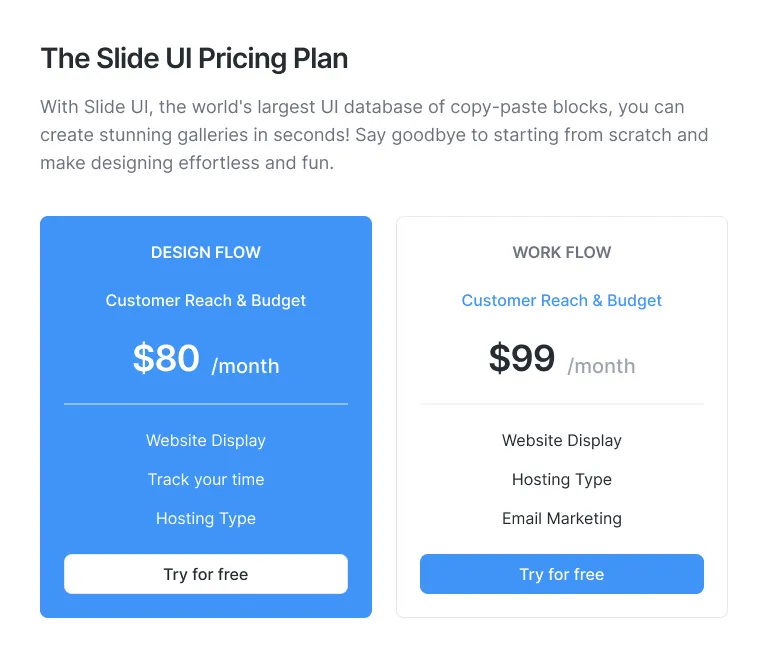 The Slide UI Pricing Plan
With Slide UI, the world's largest UI database of copy-paste blocks, you can
create stunning galleries in seconds! Say goodbye to starting from scratch and
make designing effortless and fun.
DESIGN FLOW
Customer Reach & Budget
$80 /month
Website Display
Track your time
Hosting Type
Try for free
WORK FLOW
Customer Reach & Budget
$99 /month
Website Display
Hosting Type
Email Marketing
Try for free